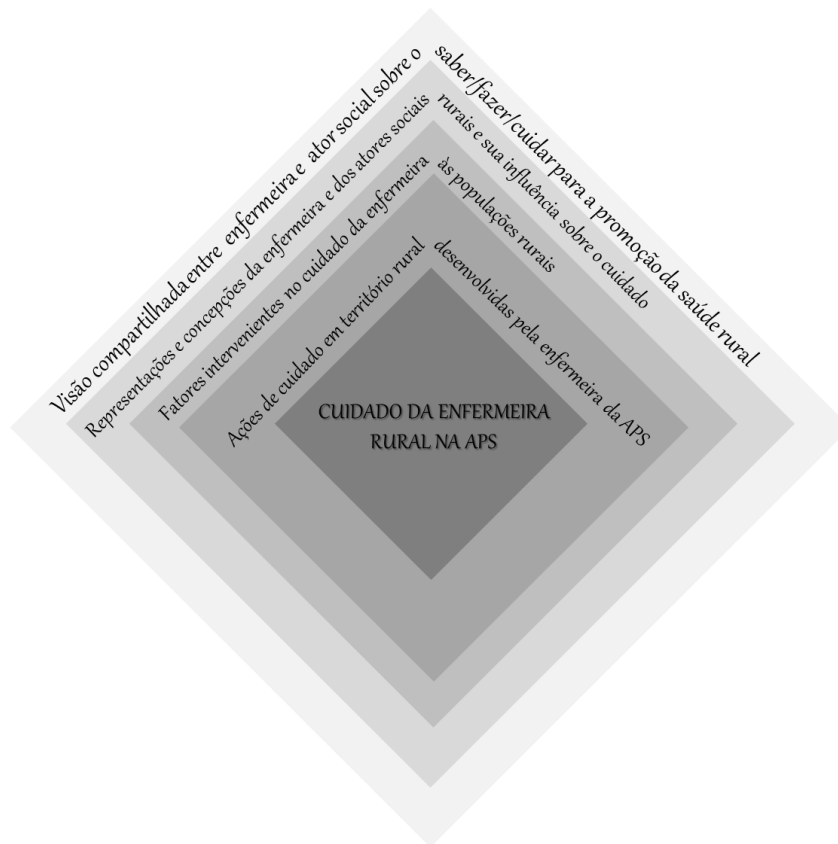 Visão compartilhada entre enfermeira e ator social sobre o
saber/fazer/cuidar para a promoção da saúde rural
Representações e concepções da enfermeira e dos atores sociais
rurais e sua influência sobre o cuidado
Fatores intervenientes no cuidado da enfermeira
às populações rurais
Ações de cuidado em território rural
desenvolvidas pela enfermeira da APS
CUIDADO DA ENFERMEIRA
RURAL NA APS